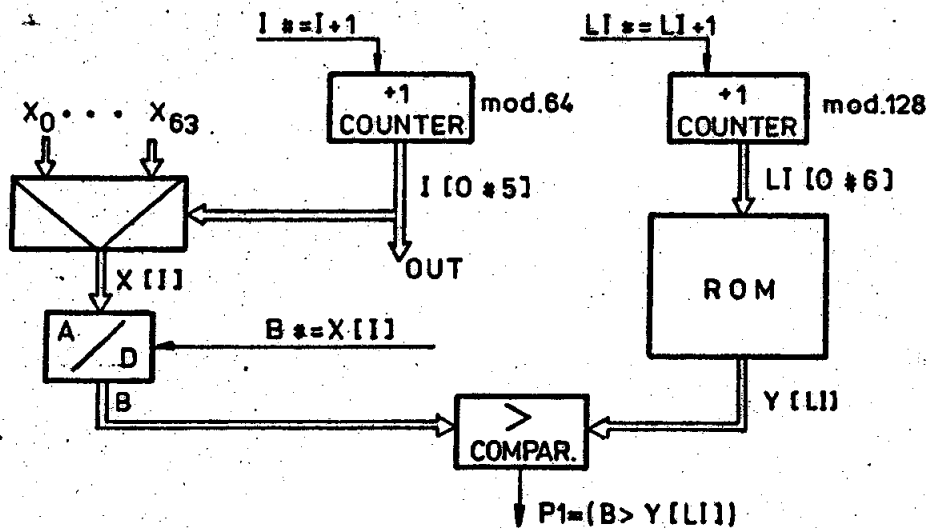 I *=I+1
LI *= LI+1
+1
COUNTER
mod.64
+1
COUNTER
mod.128
X0 . . . X63
I [0 * 5]
LI [0 * 6]
OUT
ROM
X [I]
A
D
B *=X [I]
B
Y [LI]
>
COMPAR.
P1=(B> Y [LI])